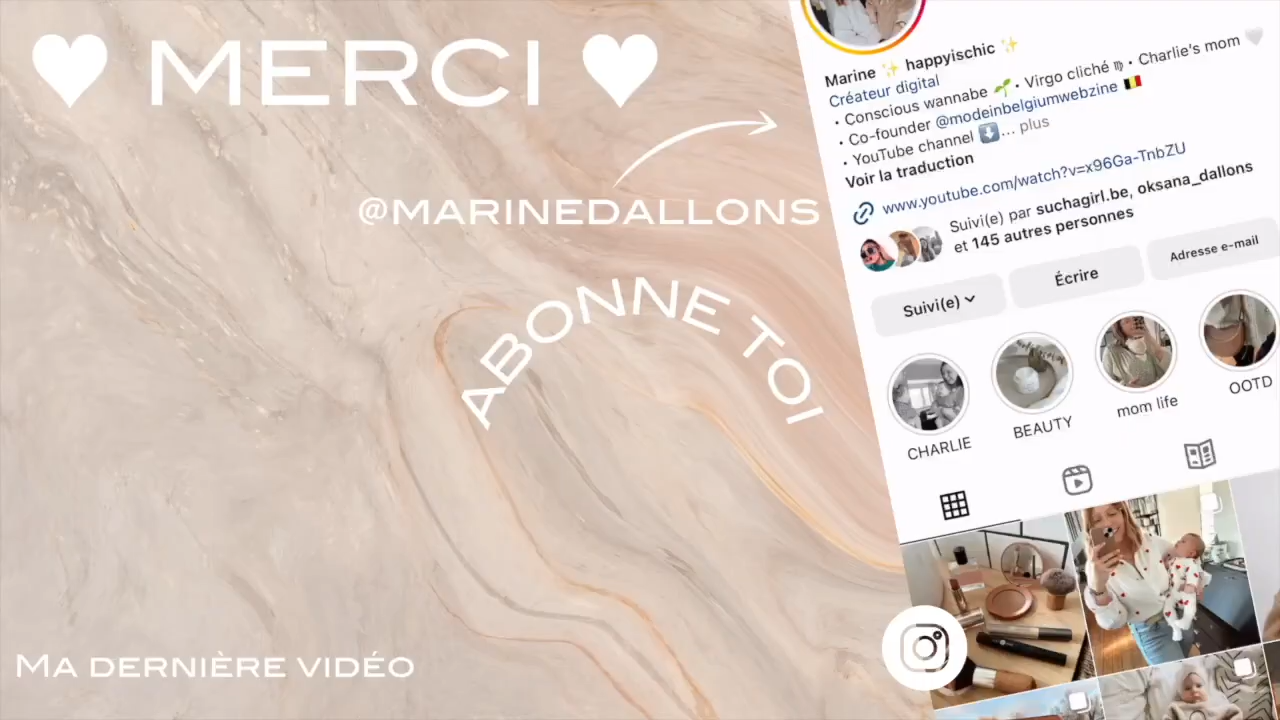 ♥ MERCI ♥
@MARINEDALLONS
ABONNE TOI
MA DERNIÈRE VIDÉO
Marine ✨ happyischic ✨
Créateur digital
• Conscious wannabe 🌱 • Virgo cliché ♍ • Charlie's mom 🤍
• Co-founder @modeinbelgiumwebzine 🇧🇪
• YouTube channel ⬇️... plus
Voir la traduction
www.youtube.com/watch?v=x96Ga-TnbZU
Suivi(e) par suchagirl.be, oksana_dallons
et 145 autres personnes
Suivi(e) Écrire Adresse e-mail
CHARLIE BEAUTY mom life OOTD